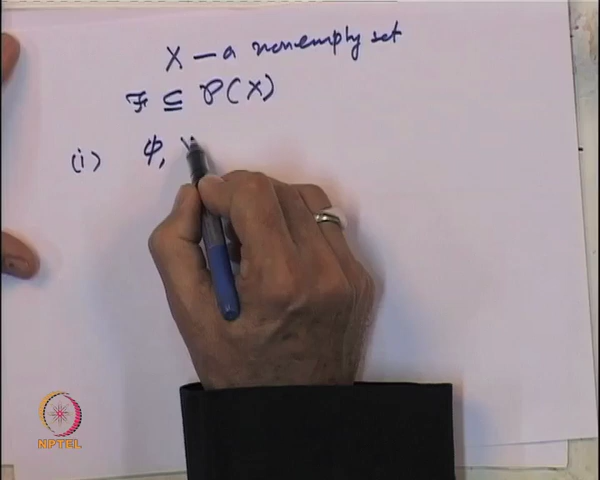 X — a nonempty set
ℱ ⊆ 𝒫(X)
(i) φ,
NPTEL